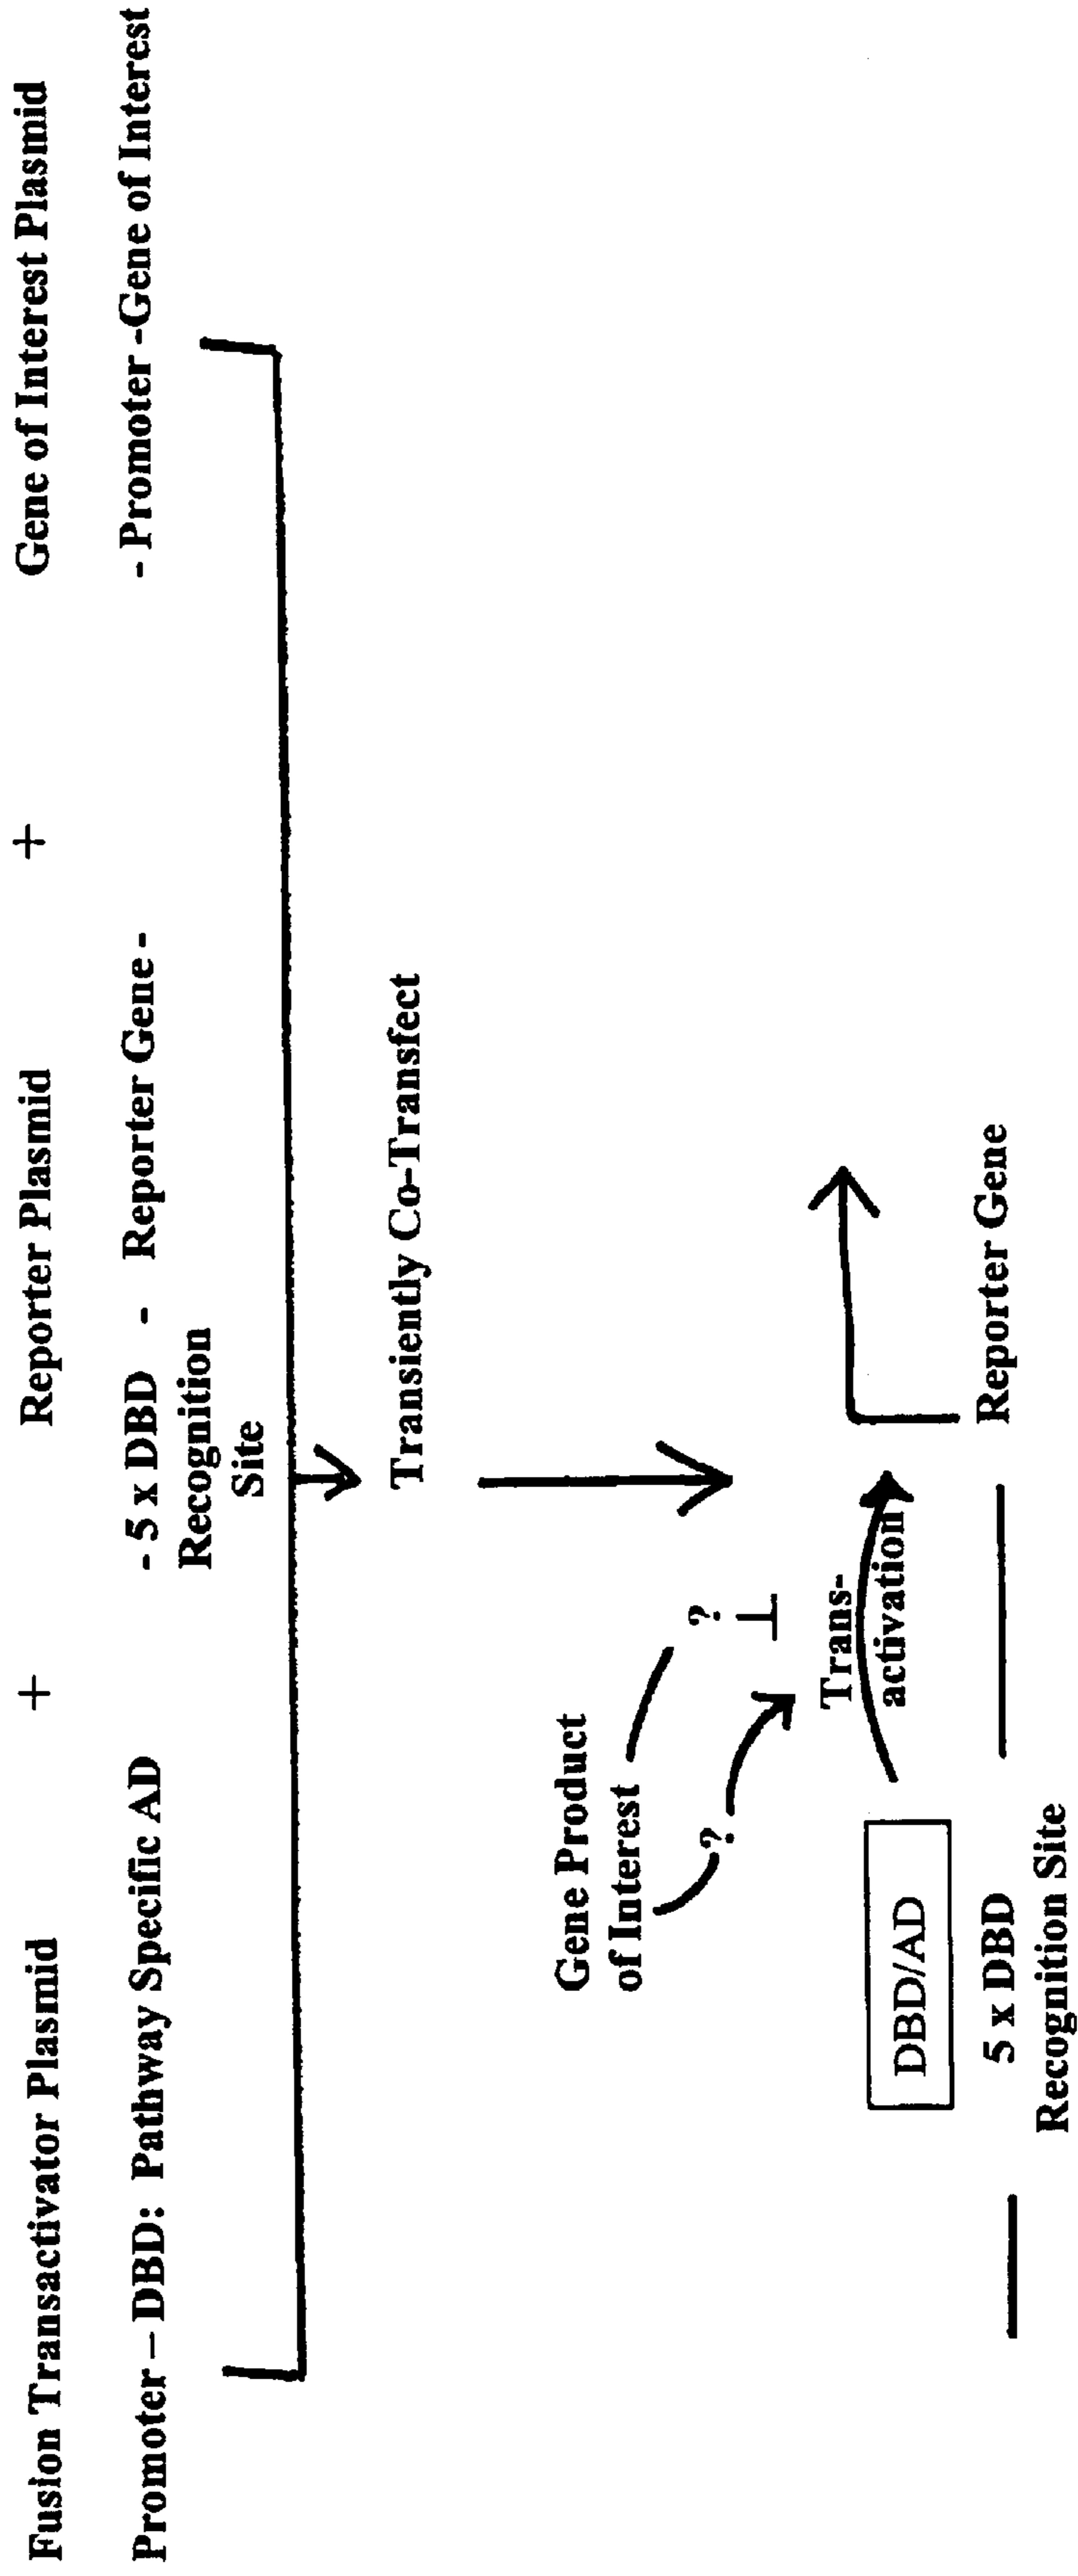 Fusion Transactivator Plasmid + Reporter Plasmid + Gene of Interest Plasmid
Promoter – DBD: Pathway Specific AD - 5 x DBD - Reporter Gene - - Promoter - Gene of Interest
Recognition
Site
Transiently Co-Transfect
Gene Product
of Interest
?
?
Trans-
activation
DBD/AD
5 x DBD Reporter Gene
Recognition Site